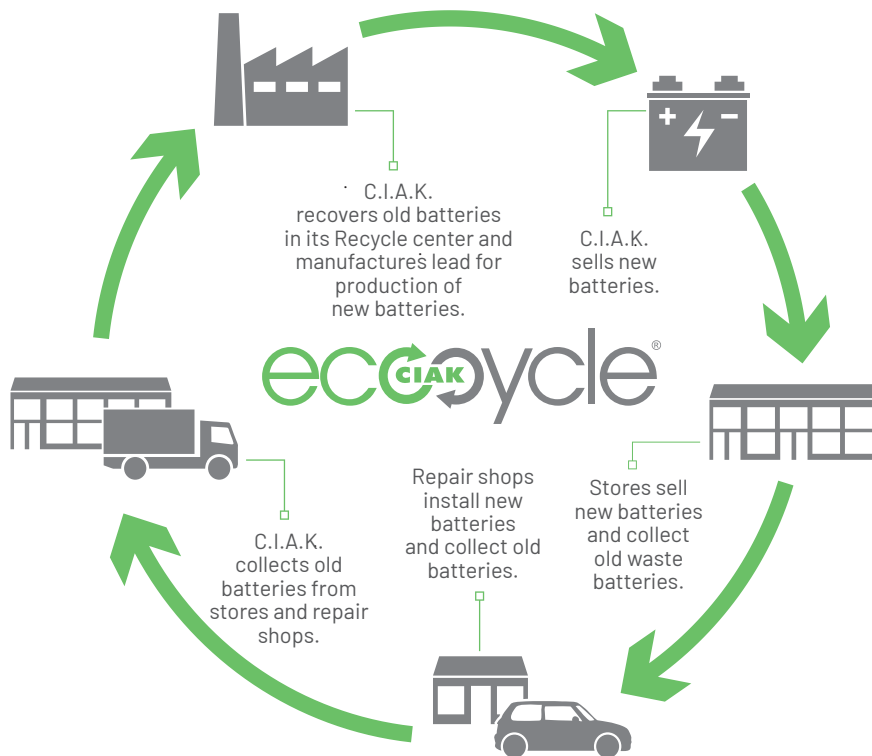 C.I.A.K.
recovers old batteries
in its Recycle center and
manufactures lead for
production of
new batteries.
C.I.A.K.
sells new
batteries.
ecocycle®
CIAK
Repair shops
install new
batteries
and collect old
batteries.
Stores sell
new batteries
and collect
old waste
batteries.
C.I.A.K.
collects old
batteries from
stores and repair
shops.